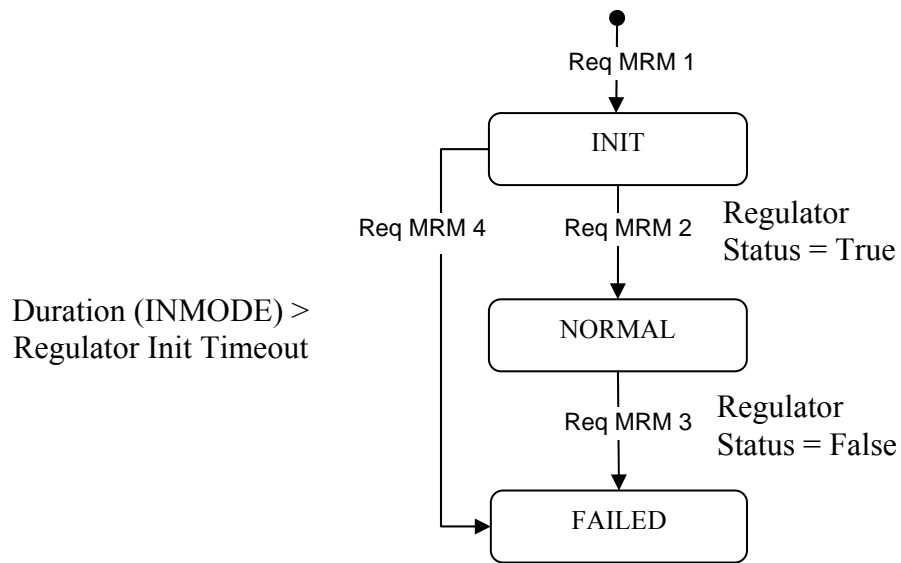 Req MRM 1
INIT
Req MRM 4
Req MRM 2
Regulator
Status = True
Duration (INMODE) >
Regulator Init Timeout
NORMAL
Req MRM 3
Regulator
Status = False
FAILED